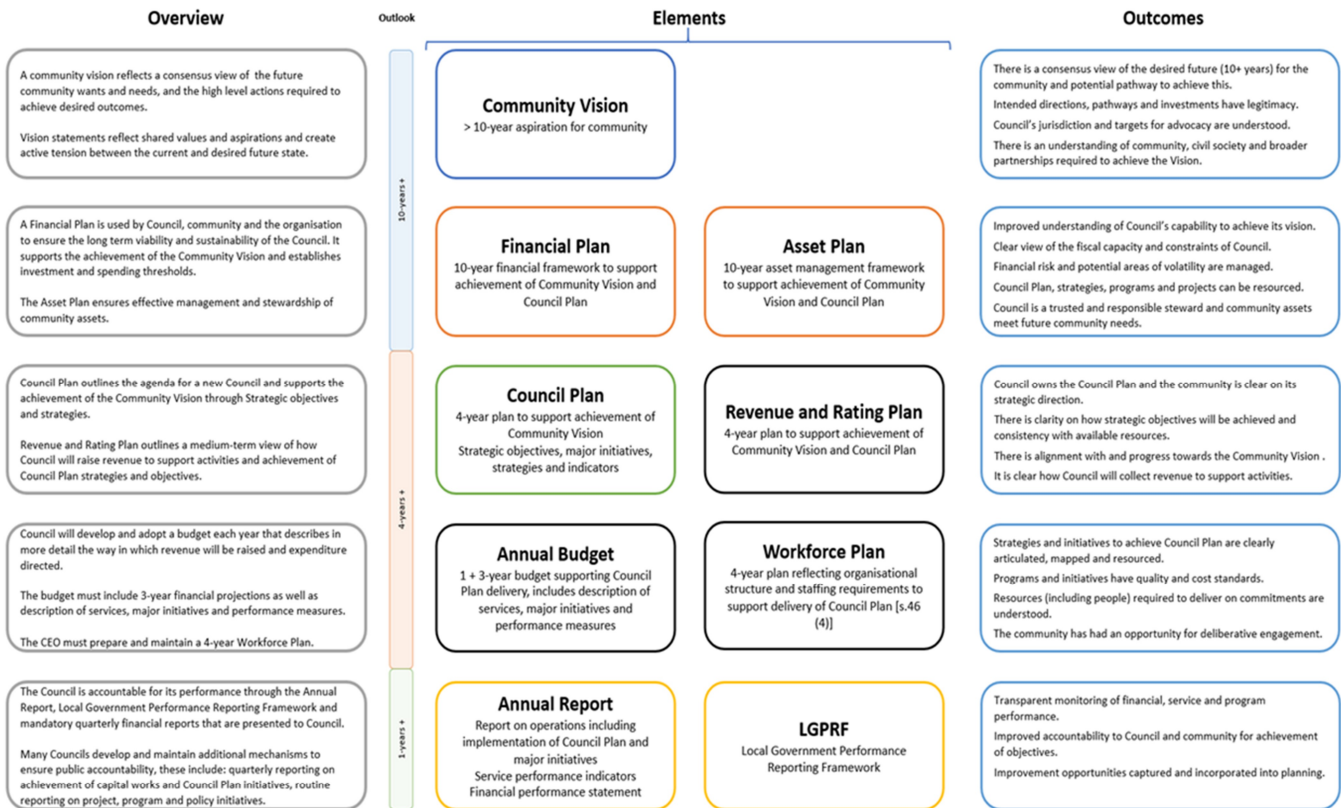 Overview
Outlook
Elements
Outcomes
A community vision reflects a consensus view of the future
community wants and needs, and the high level actions required to
achieve desired outcomes.
Vision statements reflect shared values and aspirations and create
active tension between the current and desired future state.
10-years +
Community Vision
> 10-year aspiration for community
There is a consensus view of the desired future (10+ years) for the
community and potential pathway to achieve this.
Intended directions, pathways and investments have legitimacy.
Council's jurisdiction and targets for advocacy are understood.
There is an understanding of community, civil society and broader
partnerships required to achieve the Vision.
A Financial Plan is used by Council, community and the organisation
to ensure the long term viability and sustainability of the Council. It
supports the achievement of the Community Vision and establishes
investment and spending thresholds.
The Asset Plan ensures effective management and stewardship of
community assets.
Financial Plan
10-year financial framework to support
achievement of Community Vision and
Council Plan
Asset Plan
10-year asset management framework
to support achievement of Community
Vision and Council Plan
Improved understanding of Council's capability to achieve its vision.
Clear view of the fiscal capacity and constraints of Council.
Financial risk and potential areas of volatility are managed.
Council Plan, strategies, programs and projects can be resourced.
Council is a trusted and responsible steward and community assets
meet future community needs.
Council Plan outlines the agenda for a new Council and supports the
achievement of the Community Vision through Strategic objectives
and strategies.
Revenue and Rating Plan outlines a medium-term view of how
Council will raise revenue to support activities and achievement of
Council Plan strategies and objectives.
4-years +
Council Plan
4-year plan to support achievement of
Community Vision
Strategic objectives, major initiatives,
strategies and indicators
Revenue and Rating Plan
4-year plan to support achievement of
Community Vision and Council Plan
Council owns the Council Plan and the community is clear on its
strategic direction.
There is clarity on how strategic objectives will be achieved and
consistency with available resources.
There is alignment with and progress towards the Community Vision .
It is clear how Council will collect revenue to support activities.
Council will develop and adopt a budget each year that describes in
more detail the way in which revenue will be raised and expenditure
directed.
The budget must include 3-year financial projections as well as
description of services, major initiatives and performance measures.
The CEO must prepare and maintain a 4-year Workforce Plan.
Annual Budget
1 + 3-year budget supporting Council
Plan delivery, includes description of
services, major initiatives and
performance measures
Workforce Plan
4-year plan reflecting organisational
structure and staffing requirements to
support delivery of Council Plan [s.46
(4)]
Strategies and initiatives to achieve Council Plan are clearly
articulated, mapped and resourced.
Programs and initiatives have quality and cost standards.
Resources (including people) required to deliver on commitments are
understood.
The community has had an opportunity for deliberative engagement.
The Council is accountable for its performance through the Annual
Report, Local Government Performance Reporting Framework and
mandatory quarterly financial reports that are presented to Council.
Many Councils develop and maintain additional mechanisms to
ensure public accountability, these include: quarterly reporting on
achievement of capital works and Council Plan initiatives, routine
reporting on project, program and policy initiatives.
1-years +
Annual Report
Report on operations including
implementation of Council Plan and
major initiatives
Service performance indicators
Financial performance statement
LGPRF
Local Government Performance
Reporting Framework
Transparent monitoring of financial, service and program
performance.
Improved accountability to Council and community for achievement
of objectives.
Improvement opportunities captured and incorporated into planning.